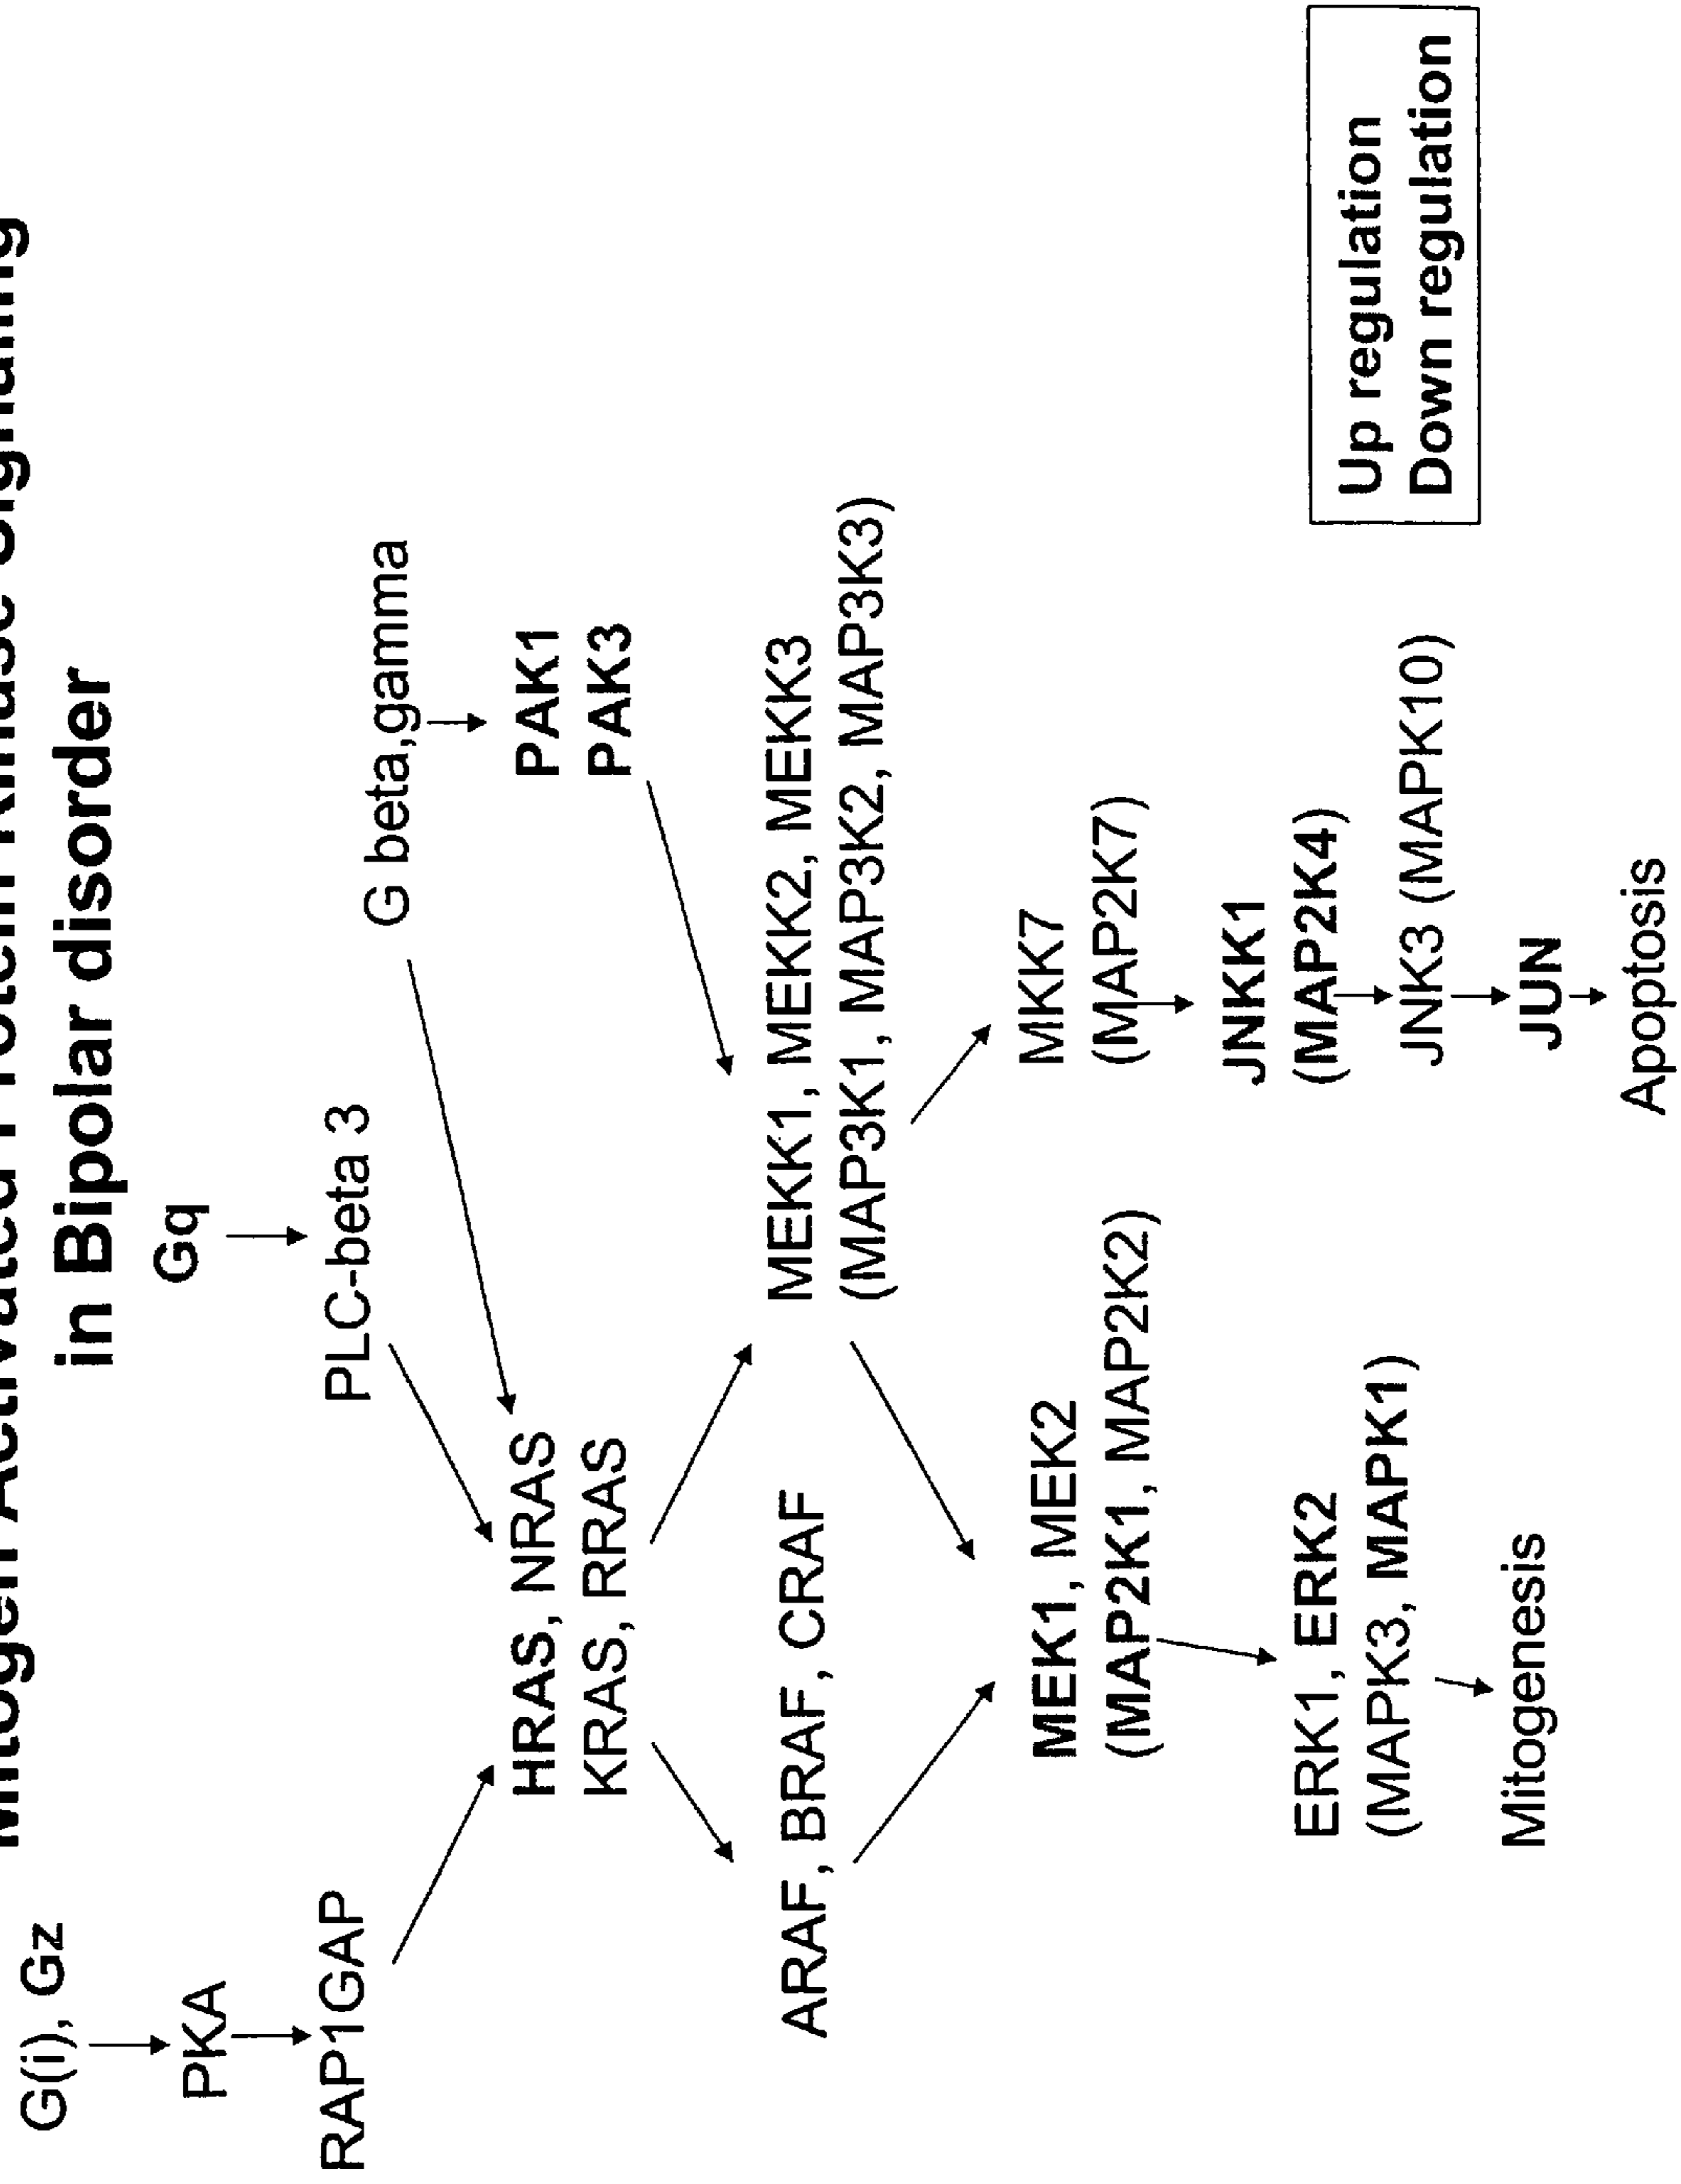 Mitogen Activated Protein Kinase Signaling
in Bipolar disorder
G(i), Gz
PKA
RAP1GAP
Gq
PLC-beta 3
G beta,gamma
PAK1
PAK3
HRAS, NRAS
KRAS, RRAS
ARAF, BRAF, CRAF
MEKK1, MEKK2, MEKK3
(MAP3K1, MAP3K2, MAP3K3)
MEK1, MEK2
(MAP2K1, MAP2K2)
MKK7
(MAP2K7)
JNKK1
(MAP2K4)
ERK1, ERK2
(MAPK3, MAPK1)
JNK3 (MAPK10)
Mitogenesis
JUN
Apoptosis
Up regulation
Down regulation